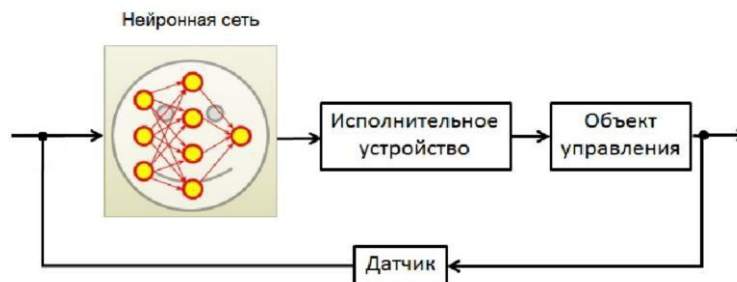 Нейронная сеть
Исполнительное
устройство
Объект
управления
Датчик